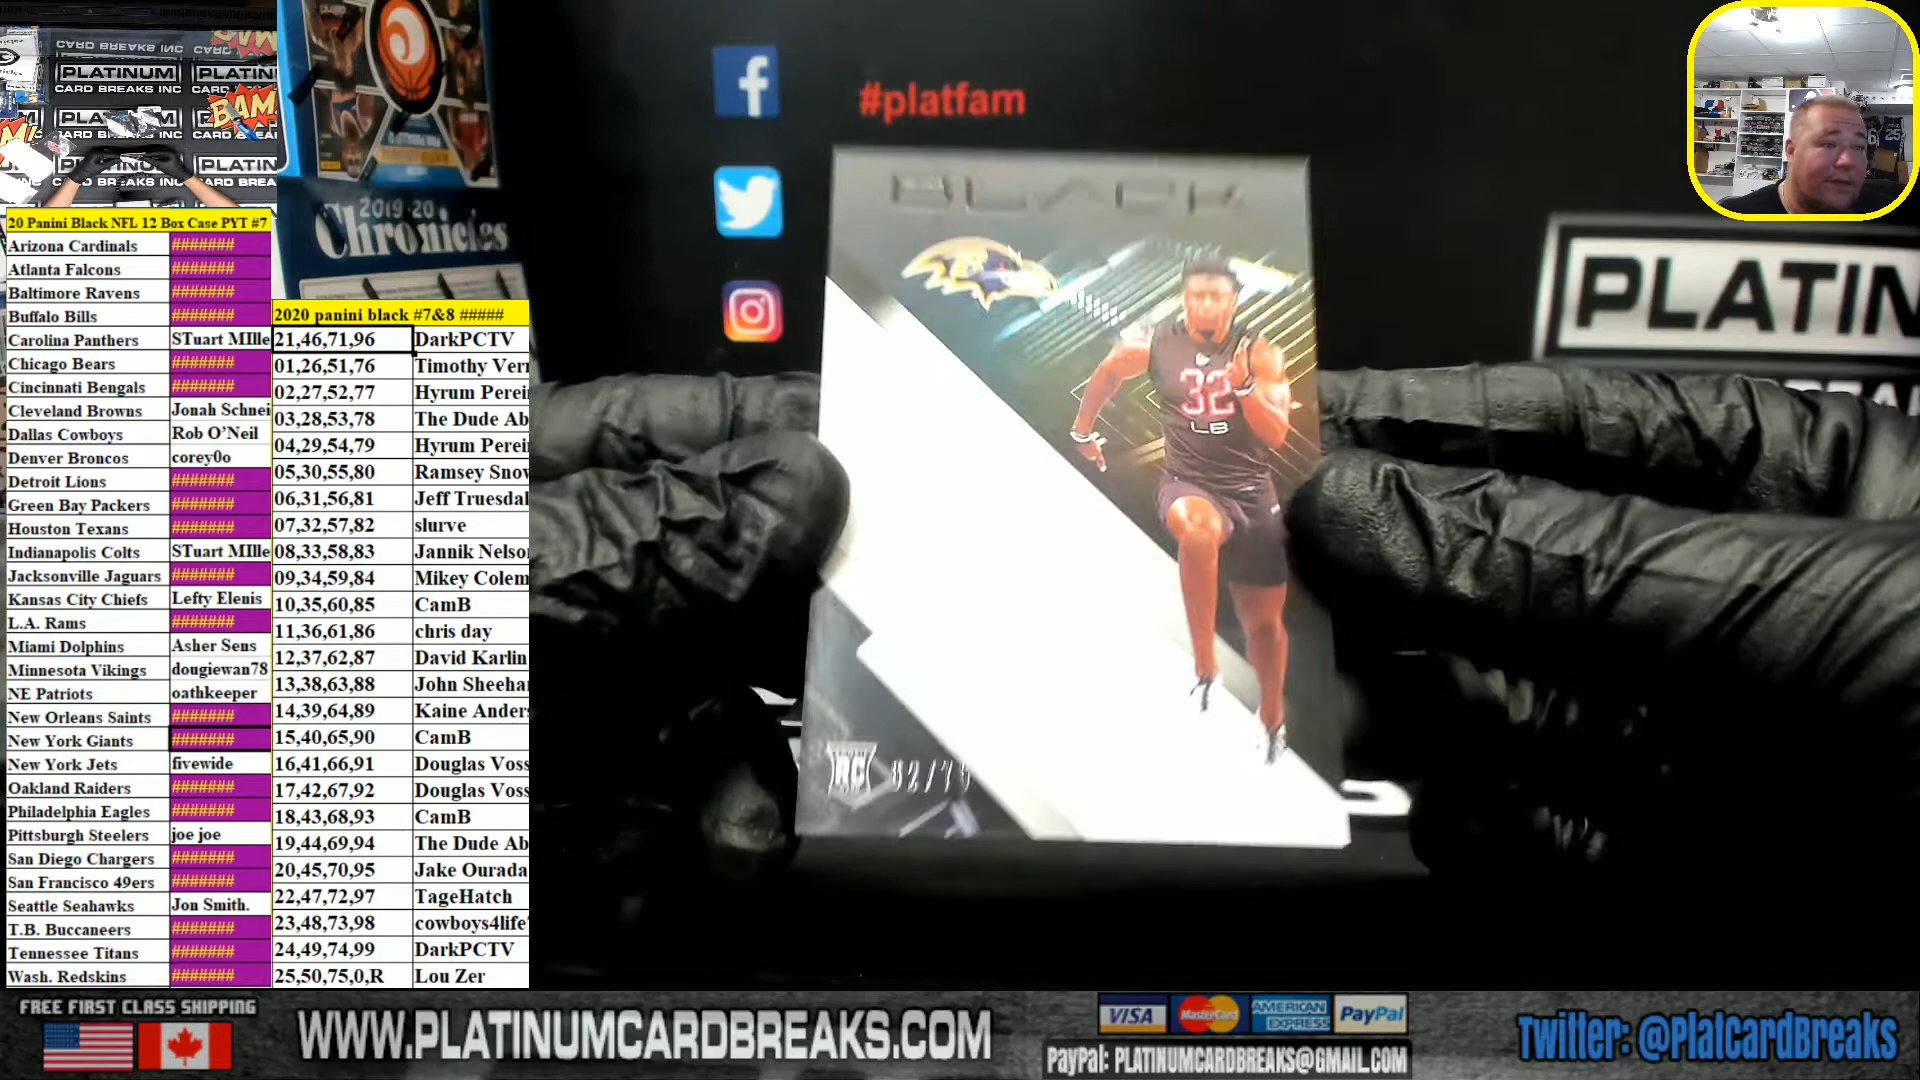 CARD BREAKS INC
PLATINUM
CARD BREAKS INC
BAM!
2019-20
Chronicles
#platfam
BLACK
32
LB
RC
PLATIN
20 Panini Black NFL 12 Box Case PYT #7
Arizona Cardinals #######
Atlanta Falcons #######
Baltimore Ravens #######
Buffalo Bills #######
Carolina Panthers STuart MIlle
Chicago Bears #######
Cincinnati Bengals #######
Cleveland Browns Jonah Schnei
Dallas Cowboys Rob O'Neil
Denver Broncos corey0o
Detroit Lions #######
Green Bay Packers #######
Houston Texans #######
Indianapolis Colts STuart MIlle
Jacksonville Jaguars #######
Kansas City Chiefs Lefty Elenis
L.A. Rams #######
Miami Dolphins Asher Sens
Minnesota Vikings dougiewan78
NE Patriots oathkeeper
New Orleans Saints #######
New York Giants #######
New York Jets fivewide
Oakland Raiders #######
Philadelphia Eagles #######
Pittsburgh Steelers joe joe
San Diego Chargers #######
San Francisco 49ers #######
Seattle Seahawks Jon Smith.
T.B. Buccaneers #######
Tennessee Titans #######
Wash. Redskins #######
2020 panini black #7&8 #####
21,46,71,96 DarkPCTV
01,26,51,76 Timothy Verr
02,27,52,77 Hyrum Perei
03,28,53,78 The Dude Ab
04,29,54,79 Hyrum Perei
05,30,55,80 Ramsey Snov
06,31,56,81 Jeff Truesdal
07,32,57,82 slurve
08,33,58,83 Jannik Nelso
09,34,59,84 Mikey Colem
10,35,60,85 CamB
11,36,61,86 chris day
12,37,62,87 David Karlin
13,38,63,88 John Sheeha
14,39,64,89 Kaine Anders
15,40,65,90 CamB
16,41,66,91 Douglas Voss
17,42,67,92 Douglas Voss
18,43,68,93 CamB
19,44,69,94 The Dude Ab
20,45,70,95 Jake Ourada
22,47,72,97 TageHatch
23,48,73,98 cowboys4life
24,49,74,99 DarkPCTV
25,50,75,0,R Lou Zer
FREE FIRST CLASS SHIPPING
WWW.PLATINUMCARDBREAKS.COM
VISA MasterCard AMERICAN EXPRESS PayPal
PayPal: PLATINUMCARDBREAKS@GMAIL.COM
Twitter: @PlatCardBreaks